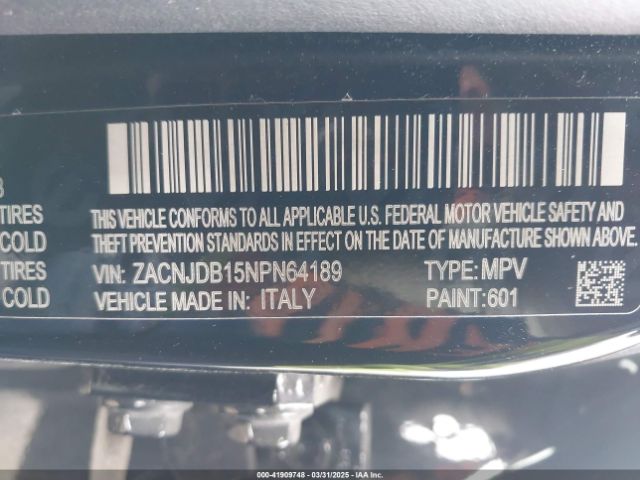 TIRES
COLD
TIRES
COLD
THIS VEHICLE CONFORMS TO ALL APPLICABLE U.S. FEDERAL MOTOR VEHICLE SAFETY AND
THEFT PREVENTION STANDARDS IN EFFECT ON THE DATE OF MANUFACTURE SHOWN ABOVE.
VIN: ZACNJDB15NPN64189 TYPE: MPV
VEHICLE MADE IN: ITALY PAINT: 601
000-41909748 - 03/31/2025 - IAA Inc.